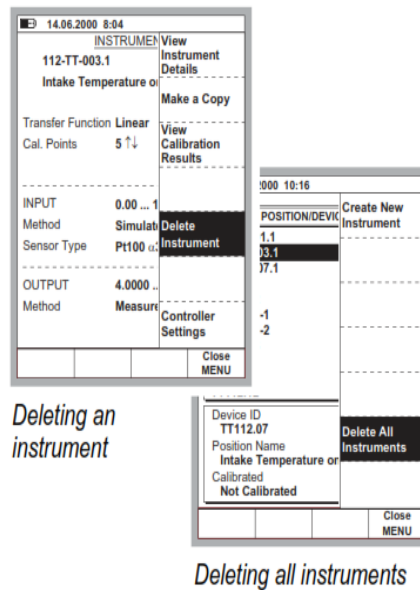 14.06.2000 8:04
INSTRUMEN
112-TT-003.1
Intake Temperature o
Transfer Function Linear
Cal. Points 5 ↑↓
INPUT 0.00 ... 1
Method Simulat
Sensor Type Pt100 α
OUTPUT 4.0000 ..
Method Measure
View
Instrument
Details
Make a Copy
View
Calibration
Results
Delete
Instrument
Controller
Settings
Close
MENU
Deleting an
instrument
2000 10:16
POSITION/DEVIC
1.1
03.1
07.1
-1
-2
Device ID
TT112.07
Position Name
Intake Temperature or
Calibrated
Not Calibrated
Create New
Instrument
Delete All
Instruments
Close
MENU
Deleting all instruments